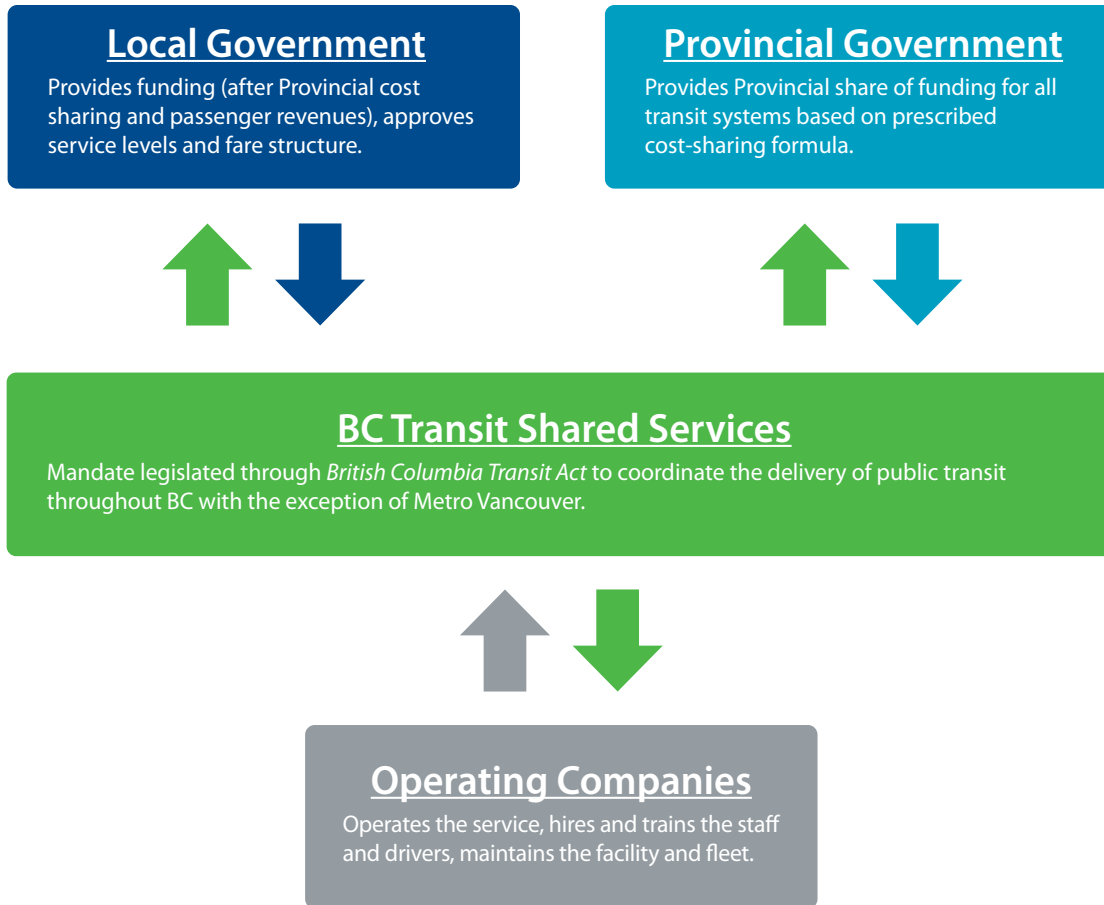 Local Government
Provides funding (after Provincial cost
sharing and passenger revenues), approves
service levels and fare structure.
Provincial Government
Provides Provincial share of funding for all
transit systems based on prescribed
cost-sharing formula.
BC Transit Shared Services
Mandate legislated through British Columbia Transit Act to coordinate the delivery of public transit
throughout BC with the exception of Metro Vancouver.
Operating Companies
Operates the service, hires and trains the staff
and drivers, maintains the facility and fleet.